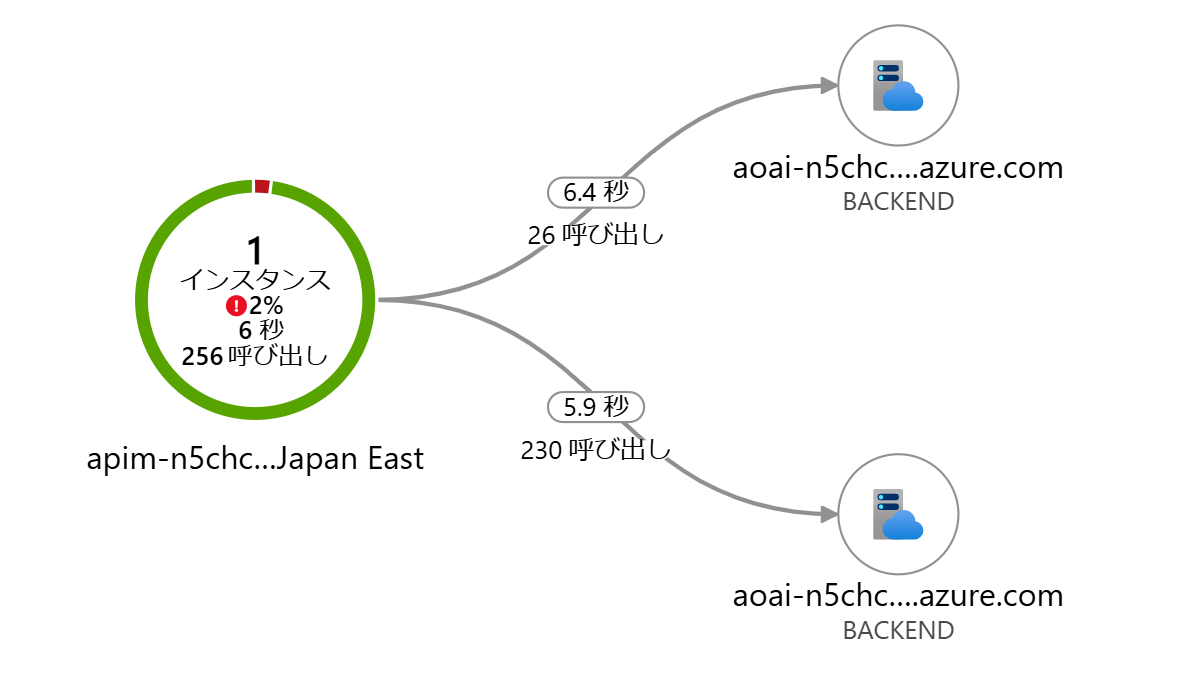 1
インスタンス
! 2%
6 秒
256 呼び出し
apim-n5chc...Japan East
6.4 秒
26 呼び出し
aoai-n5chc....azure.com
BACKEND
5.9 秒
230 呼び出し
aoai-n5chc....azure.com
BACKEND